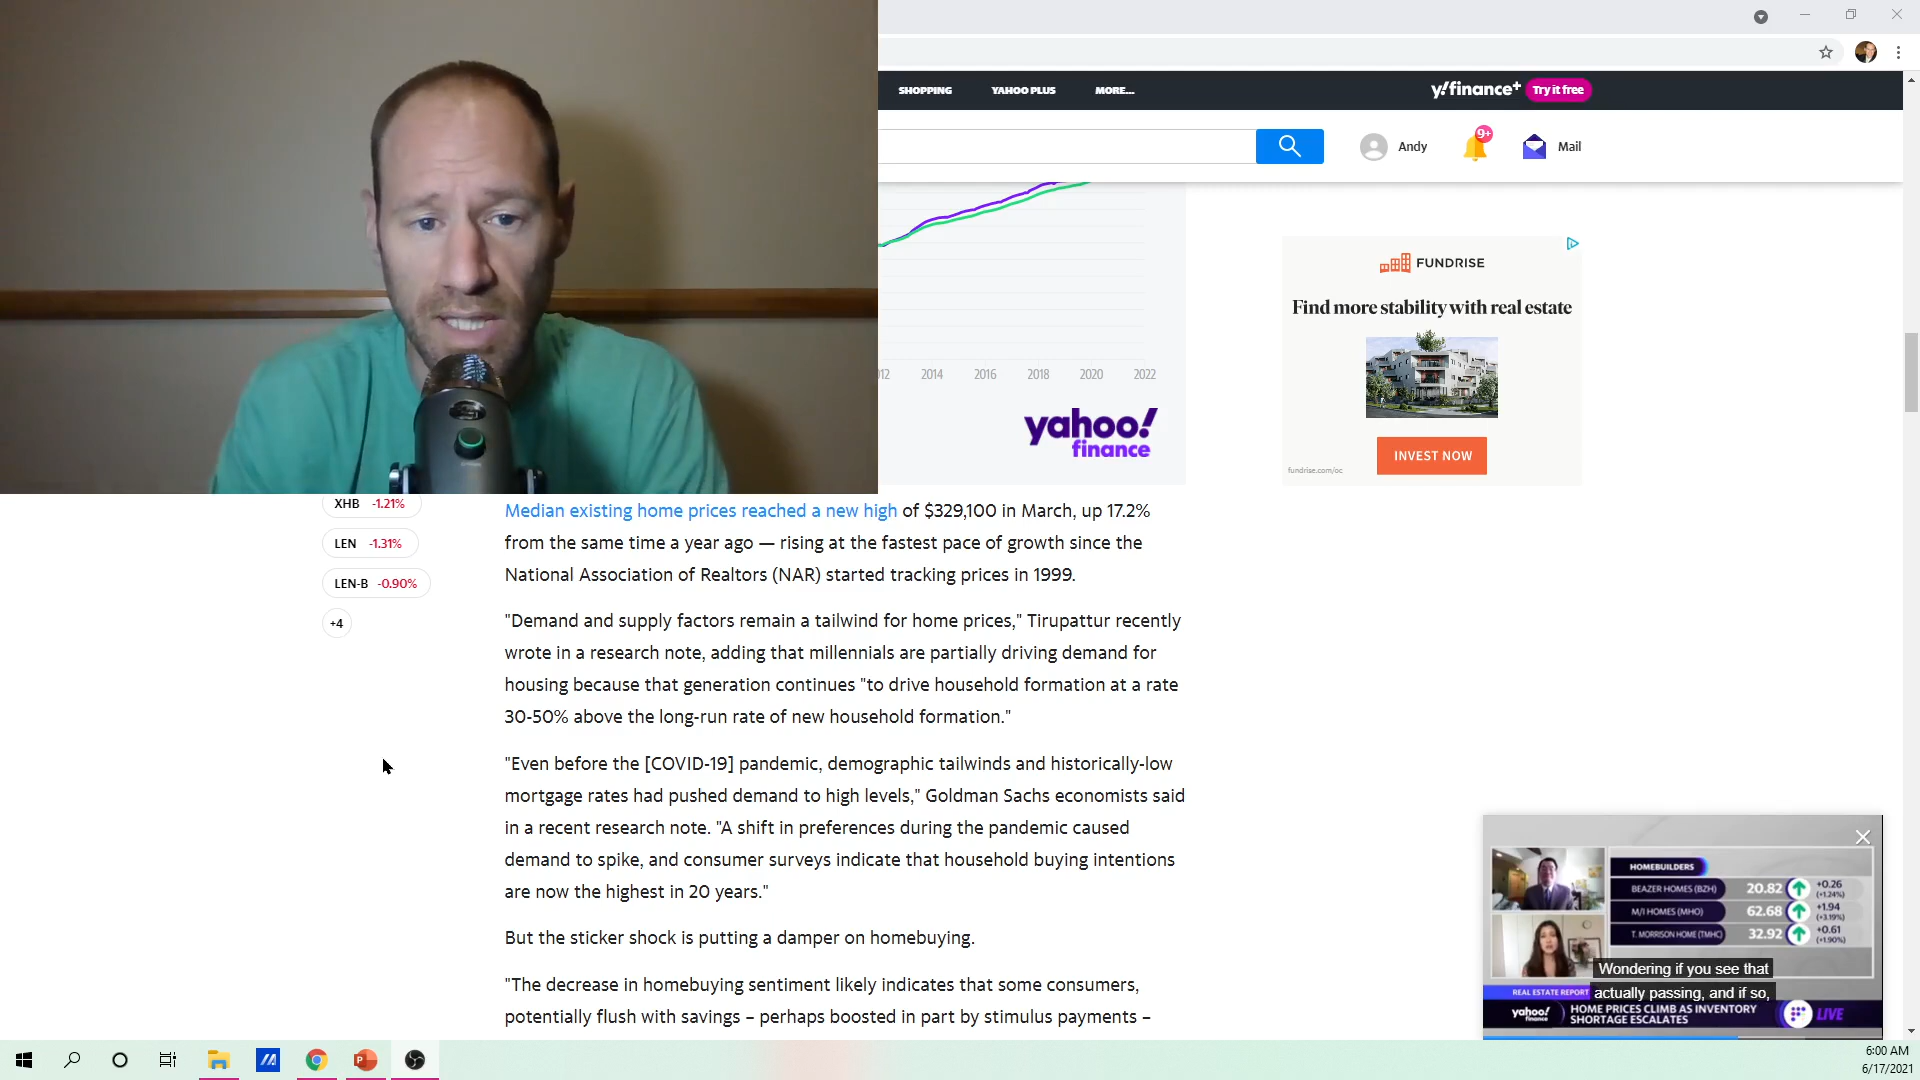 SHOPPING YAHOO PLUS MORE... y!finance+ Try it free
Andy 9+ Mail
12 2014 2016 2018 2020 2022
yahoo!
finance
FUNDRISE
Find more stability with real estate
INVEST NOW
fundrise.com/oc
XHB -1.21%
LEN -1.31%
LEN-B -0.90%
+4
Median existing home prices reached a new high of $329,100 in March, up 17.2%
from the same time a year ago — rising at the fastest pace of growth since the
National Association of Realtors (NAR) started tracking prices in 1999.
"Demand and supply factors remain a tailwind for home prices," Tirupattur recently
wrote in a research note, adding that millennials are partially driving demand for
housing because that generation continues "to drive household formation at a rate
30-50% above the long-run rate of new household formation."
"Even before the [COVID-19] pandemic, demographic tailwinds and historically-low
mortgage rates had pushed demand to high levels," Goldman Sachs economists said
in a recent research note. "A shift in preferences during the pandemic caused
demand to spike, and consumer surveys indicate that household buying intentions
are now the highest in 20 years."
But the sticker shock is putting a damper on homebuying.
"The decrease in homebuying sentiment likely indicates that some consumers,
potentially flush with savings – perhaps boosted in part by stimulus payments –
HOMEBUILDERS
BEAZER HOMES (BZH) 20.82 +0.26 (+1.24%)
M/I HOMES (MHO) 62.68 +1.94 (+3.19%)
T. MORRISON HOME (TMHC) 32.92 +0.61 (+1.90%)
Wondering if you see that
actually passing, and if so,
REAL ESTATE REPORT
yahoo! finance
HOME PRICES CLIMB AS INVENTORY
SHORTAGE ESCALATES
LIVE
6:00 AM
6/17/2021